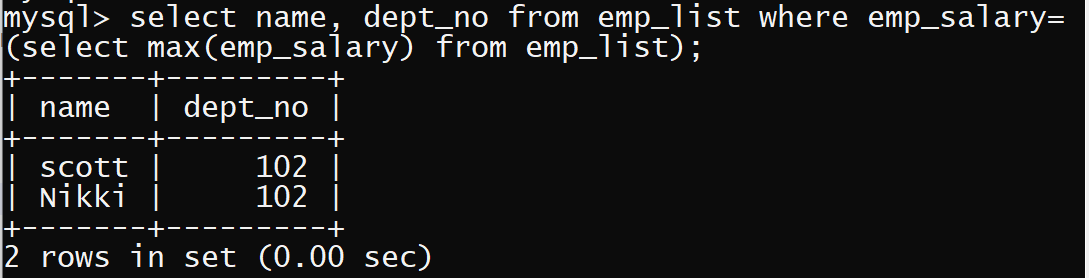 mysql> select name, dept_no from emp_list where emp_salary=
(select max(emp_salary) from emp_list);
+-------+---------+
| name  | dept_no |
+-------+---------+
| scott |     102 |
| Nikki |     102 |
+-------+---------+
2 rows in set (0.00 sec)